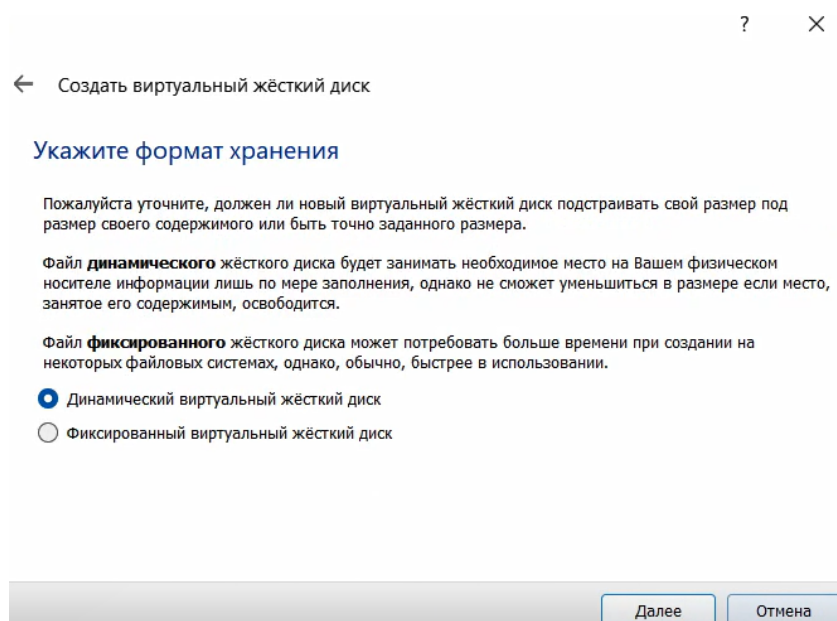 ?
Создать виртуальный жёсткий диск
Укажите формат хранения
Пожалуйста уточните, должен ли новый виртуальный жёсткий диск подстраивать свой размер под
размер своего содержимого или быть точно заданного размера.
Файл динамического жёсткого диска будет занимать необходимое место на Вашем физическом
носителе информации лишь по мере заполнения, однако не сможет уменьшиться в размере если место,
занятое его содержимым, освободится.
Файл фиксированного жёсткого диска может потребовать больше времени при создании на
некоторых файловых системах, однако, обычно, быстрее в использовании.
Динамический виртуальный жёсткий диск
Фиксированный виртуальный жёсткий диск
Далее
Отмена